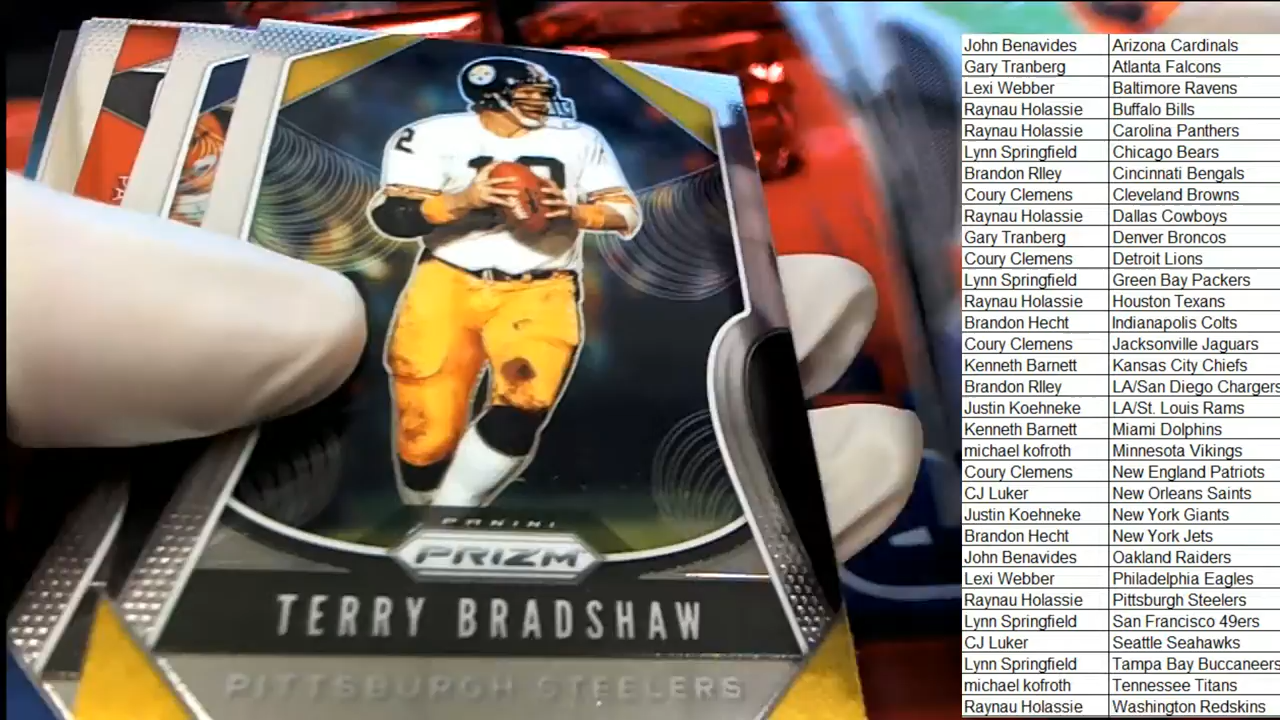 2
12
PANINI
PRIZM
TERRY BRADSHAW
PITTSBURGH STEELERS
John Benavides Arizona Cardinals
Gary Tranberg Atlanta Falcons
Lexi Webber Baltimore Ravens
Raynau Holassie Buffalo Bills
Raynau Holassie Carolina Panthers
Lynn Springfield Chicago Bears
Brandon RIley Cincinnati Bengals
Coury Clemens Cleveland Browns
Raynau Holassie Dallas Cowboys
Gary Tranberg Denver Broncos
Coury Clemens Detroit Lions
Lynn Springfield Green Bay Packers
Raynau Holassie Houston Texans
Brandon Hecht Indianapolis Colts
Coury Clemens Jacksonville Jaguars
Kenneth Barnett Kansas City Chiefs
Brandon RIley LA/San Diego Chargers
Justin Koehneke LA/St. Louis Rams
Kenneth Barnett Miami Dolphins
michael kofroth Minnesota Vikings
Coury Clemens New England Patriots
CJ Luker New Orleans Saints
Justin Koehneke New York Giants
Brandon Hecht New York Jets
John Benavides Oakland Raiders
Lexi Webber Philadelphia Eagles
Raynau Holassie Pittsburgh Steelers
Lynn Springfield San Francisco 49ers
CJ Luker Seattle Seahawks
Lynn Springfield Tampa Bay Buccaneers
michael kofroth Tennessee Titans
Raynau Holassie Washington Redskins